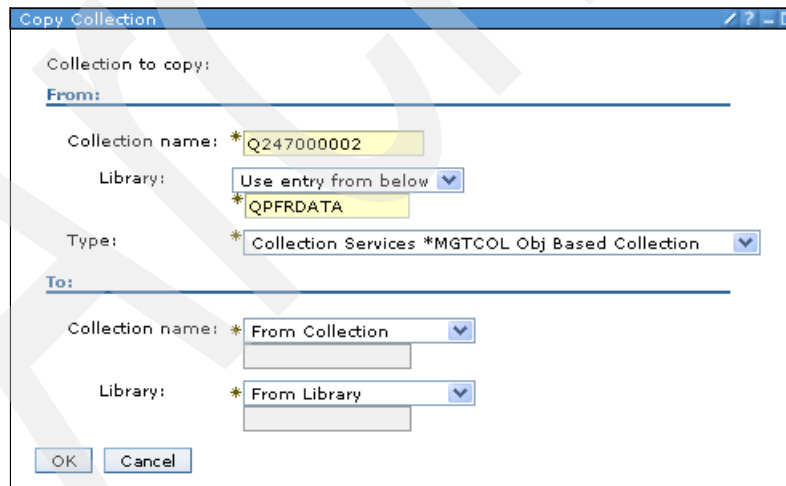 Copy Collection
Collection to copy:
From:
Collection name: * Q247000002
Library: Use entry from below
* QPFRDATA
Type: * Collection Services *MGTCOL Obj Based Collection
To:
Collection name: * From Collection
Library: * From Library
OK Cancel